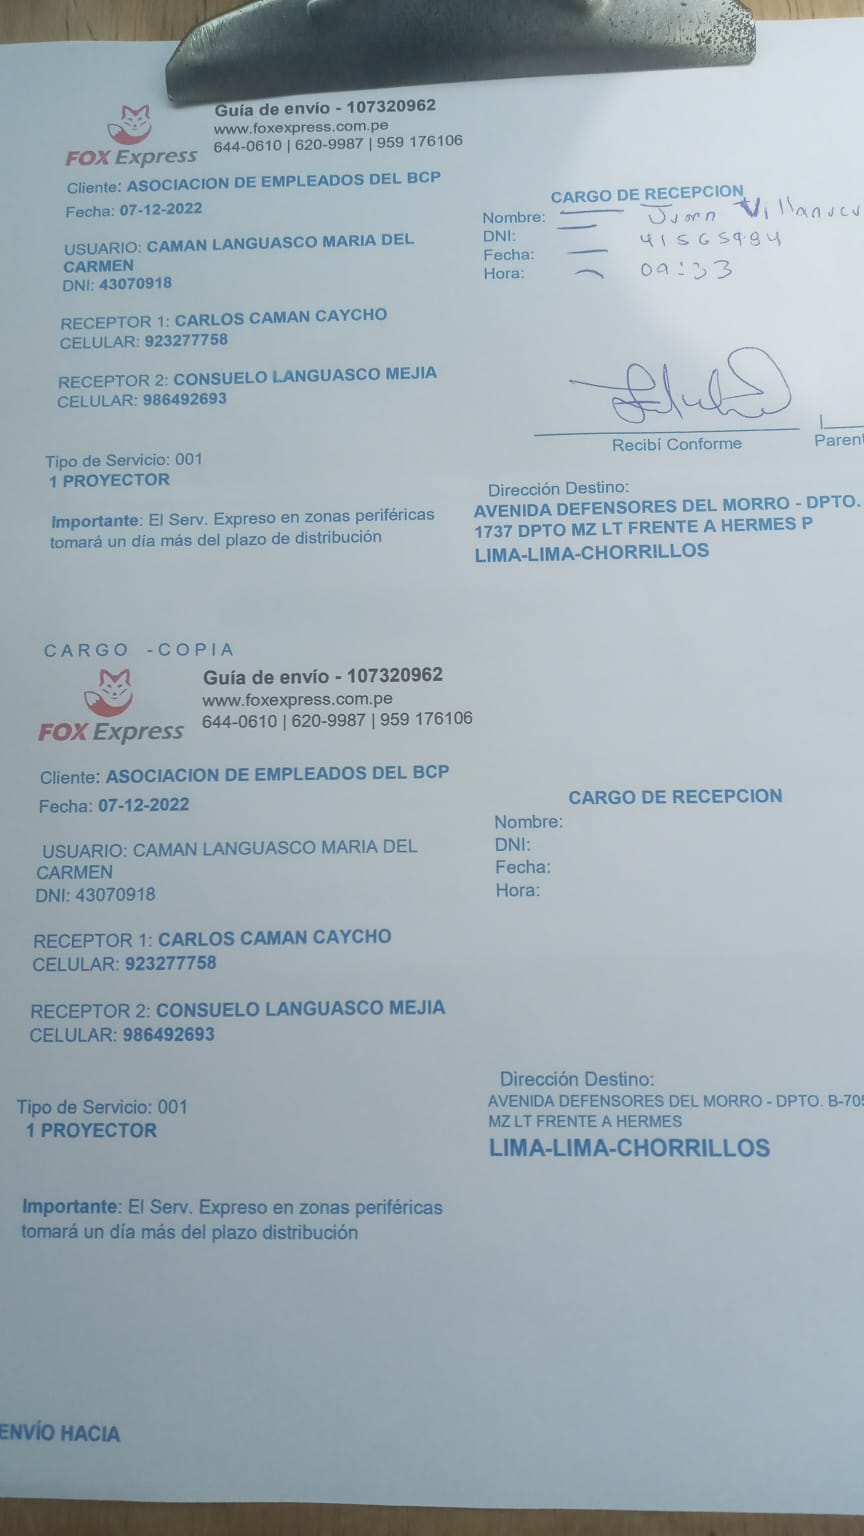 Guía de envío - 107320962
www.foxexpress.com.pe
644-0610 | 620-9987 | 959 176106
FOX Express
Cliente: ASOCIACION DE EMPLEADOS DEL BCP
Fecha: 07-12-2022
CARGO DE RECEPCION
Nombre: Juan
DNI:
Fecha:
Hora: 09:33
USUARIO: CAMAN LANGUASCO MARIA DEL
CARMEN
DNI: 43070918
RECEPTOR 1: CARLOS CAMAN CAYCHO
CELULAR: 923277758
RECEPTOR 2: CONSUELO LANGUASCO MEJIA
CELULAR: 986492693
Recibí Conforme
Parent
Tipo de Servicio: 001
1 PROYECTOR
Importante: El Serv. Expreso en zonas periféricas
tomará un día más del plazo de distribución
Dirección Destino:
AVENIDA DEFENSORES DEL MORRO - DPTO.
1737 DPTO MZ LT FRENTE A HERMES P
LIMA-LIMA-CHORRILLOS
CARGO -COPIA
Guía de envío - 107320962
www.foxexpress.com.pe
644-0610 | 620-9987 | 959 176106
FOX Express
Cliente: ASOCIACION DE EMPLEADOS DEL BCP
Fecha: 07-12-2022
CARGO DE RECEPCION
Nombre:
DNI:
Fecha:
Hora:
USUARIO: CAMAN LANGUASCO MARIA DEL
CARMEN
DNI: 43070918
RECEPTOR 1: CARLOS CAMAN CAYCHO
CELULAR: 923277758
RECEPTOR 2: CONSUELO LANGUASCO MEJIA
CELULAR: 986492693
Tipo de Servicio: 001
1 PROYECTOR
Dirección Destino:
AVENIDA DEFENSORES DEL MORRO - DPTO. B-705
MZ LT FRENTE A HERMES
LIMA-LIMA-CHORRILLOS
Importante: El Serv. Expreso en zonas periféricas
tomará un día más del plazo distribución
ENVÍO HACIA